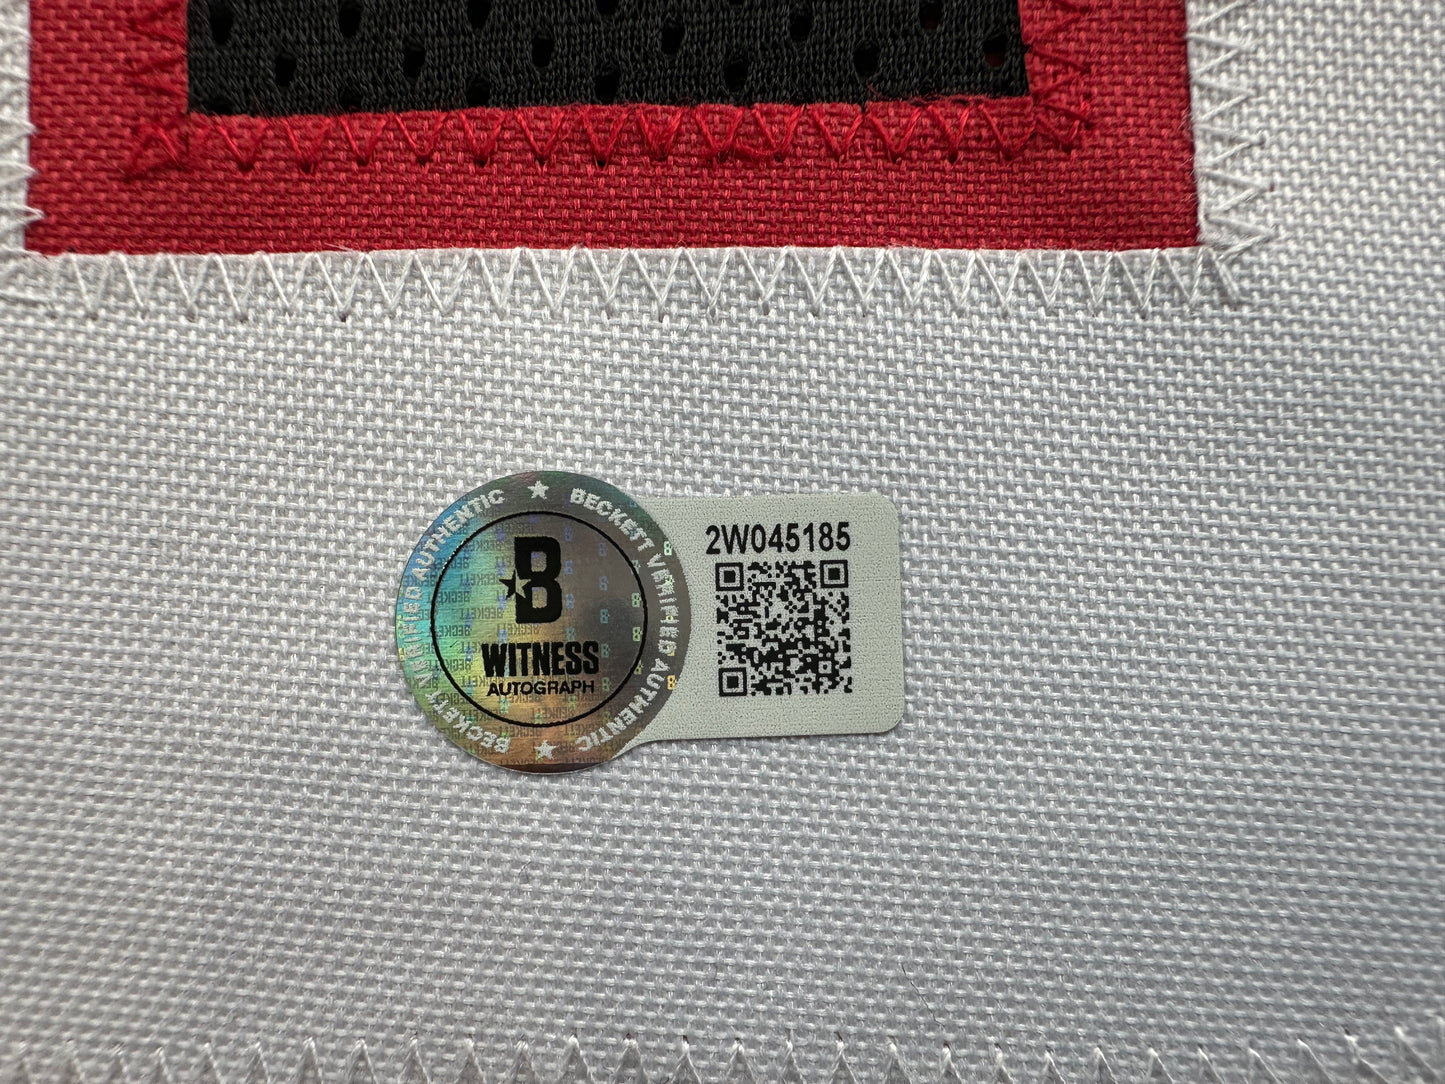 BECKETT VERIFIED AUTHENTIC ★ BECKETT VERIFIED AUTHENTIC ★
B
WITNESS
AUTOGRAPH
2W045185